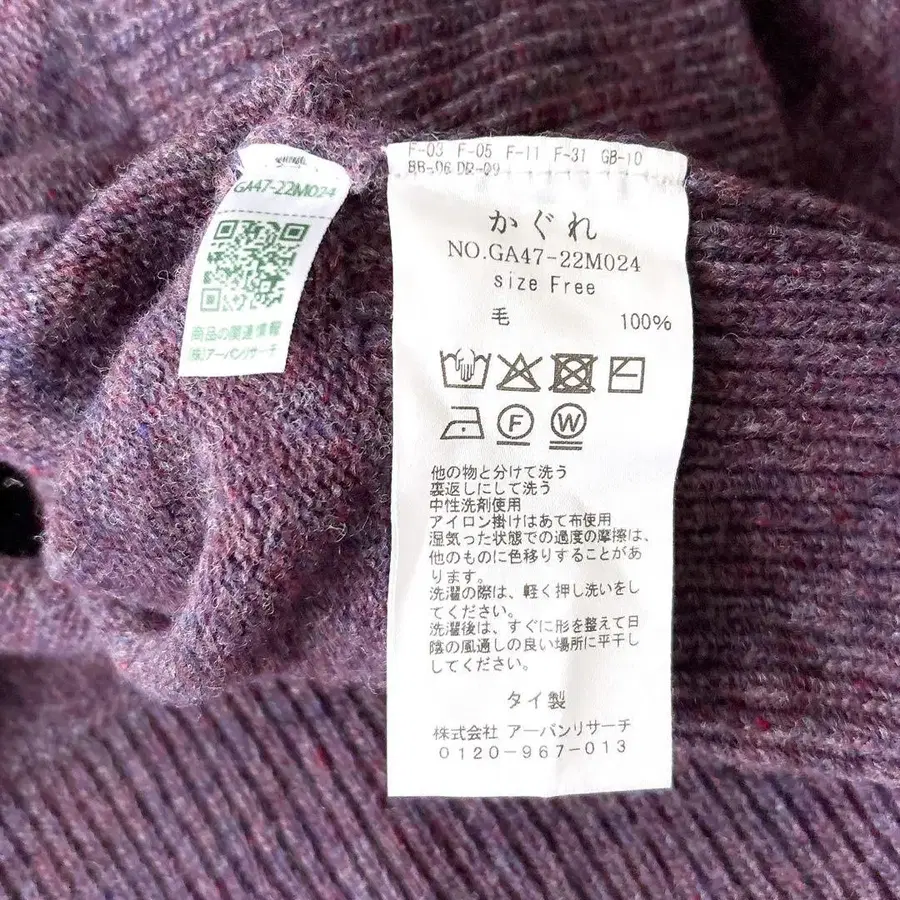 GA47-22M024
商品の関連情報
(株)アーバンリサーチ
F-03 F-05 F-11 F-31 GB-10
BB-06 DR-09
かぐれ
NO.GA47-22M024
size Free
毛 100%
F W
他の物と分けて洗う
裏返しにして洗う
中性洗剤使用
アイロン掛けはあて布使用
湿気った状態での過度の摩擦は、
他のものに色移りすることがあ
ります。
洗濯の際は、軽く押し洗いをし
てください。
洗濯後は、すぐに形を整えて日
陰の風通しの良い場所に平干し
してください。
タイ製
株式会社 アーバンリサーチ
0120-967-013